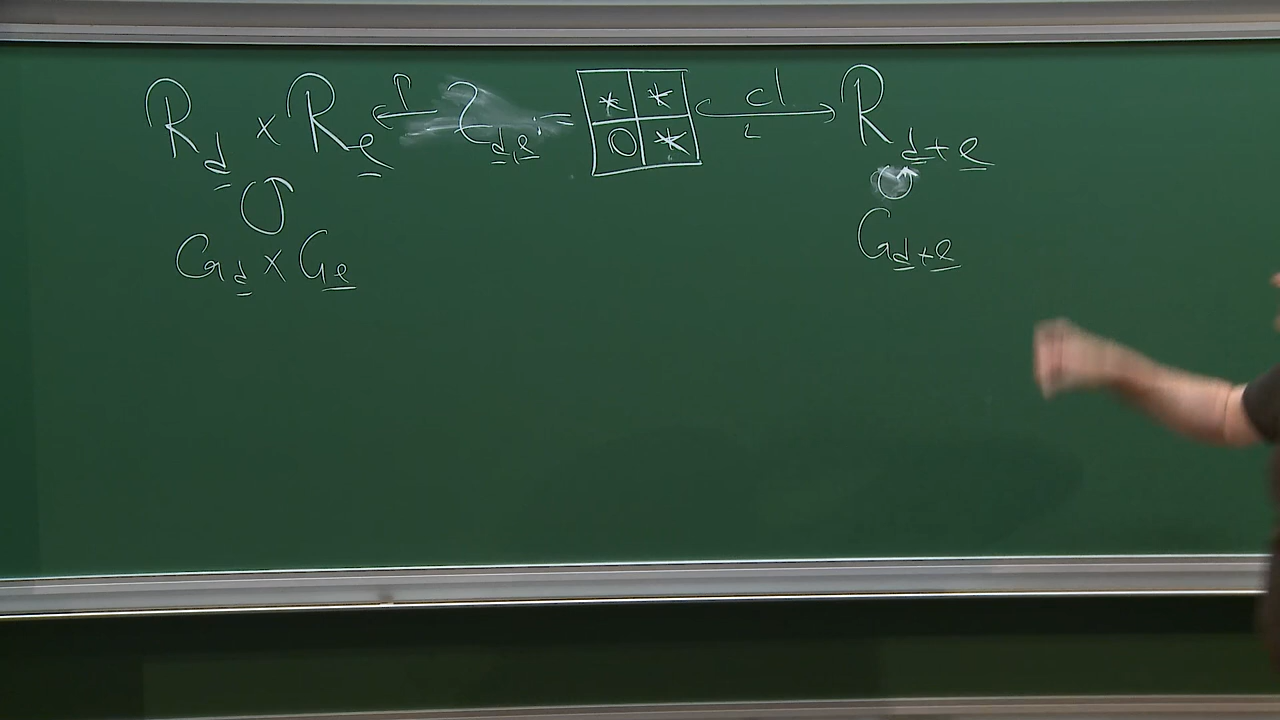 R_d × R_e ←p Z_{d,e} := [* * / 0 * ] ↪ cl i R_{d+e}
↺ ↺
G_d × G_e G_{d+e}